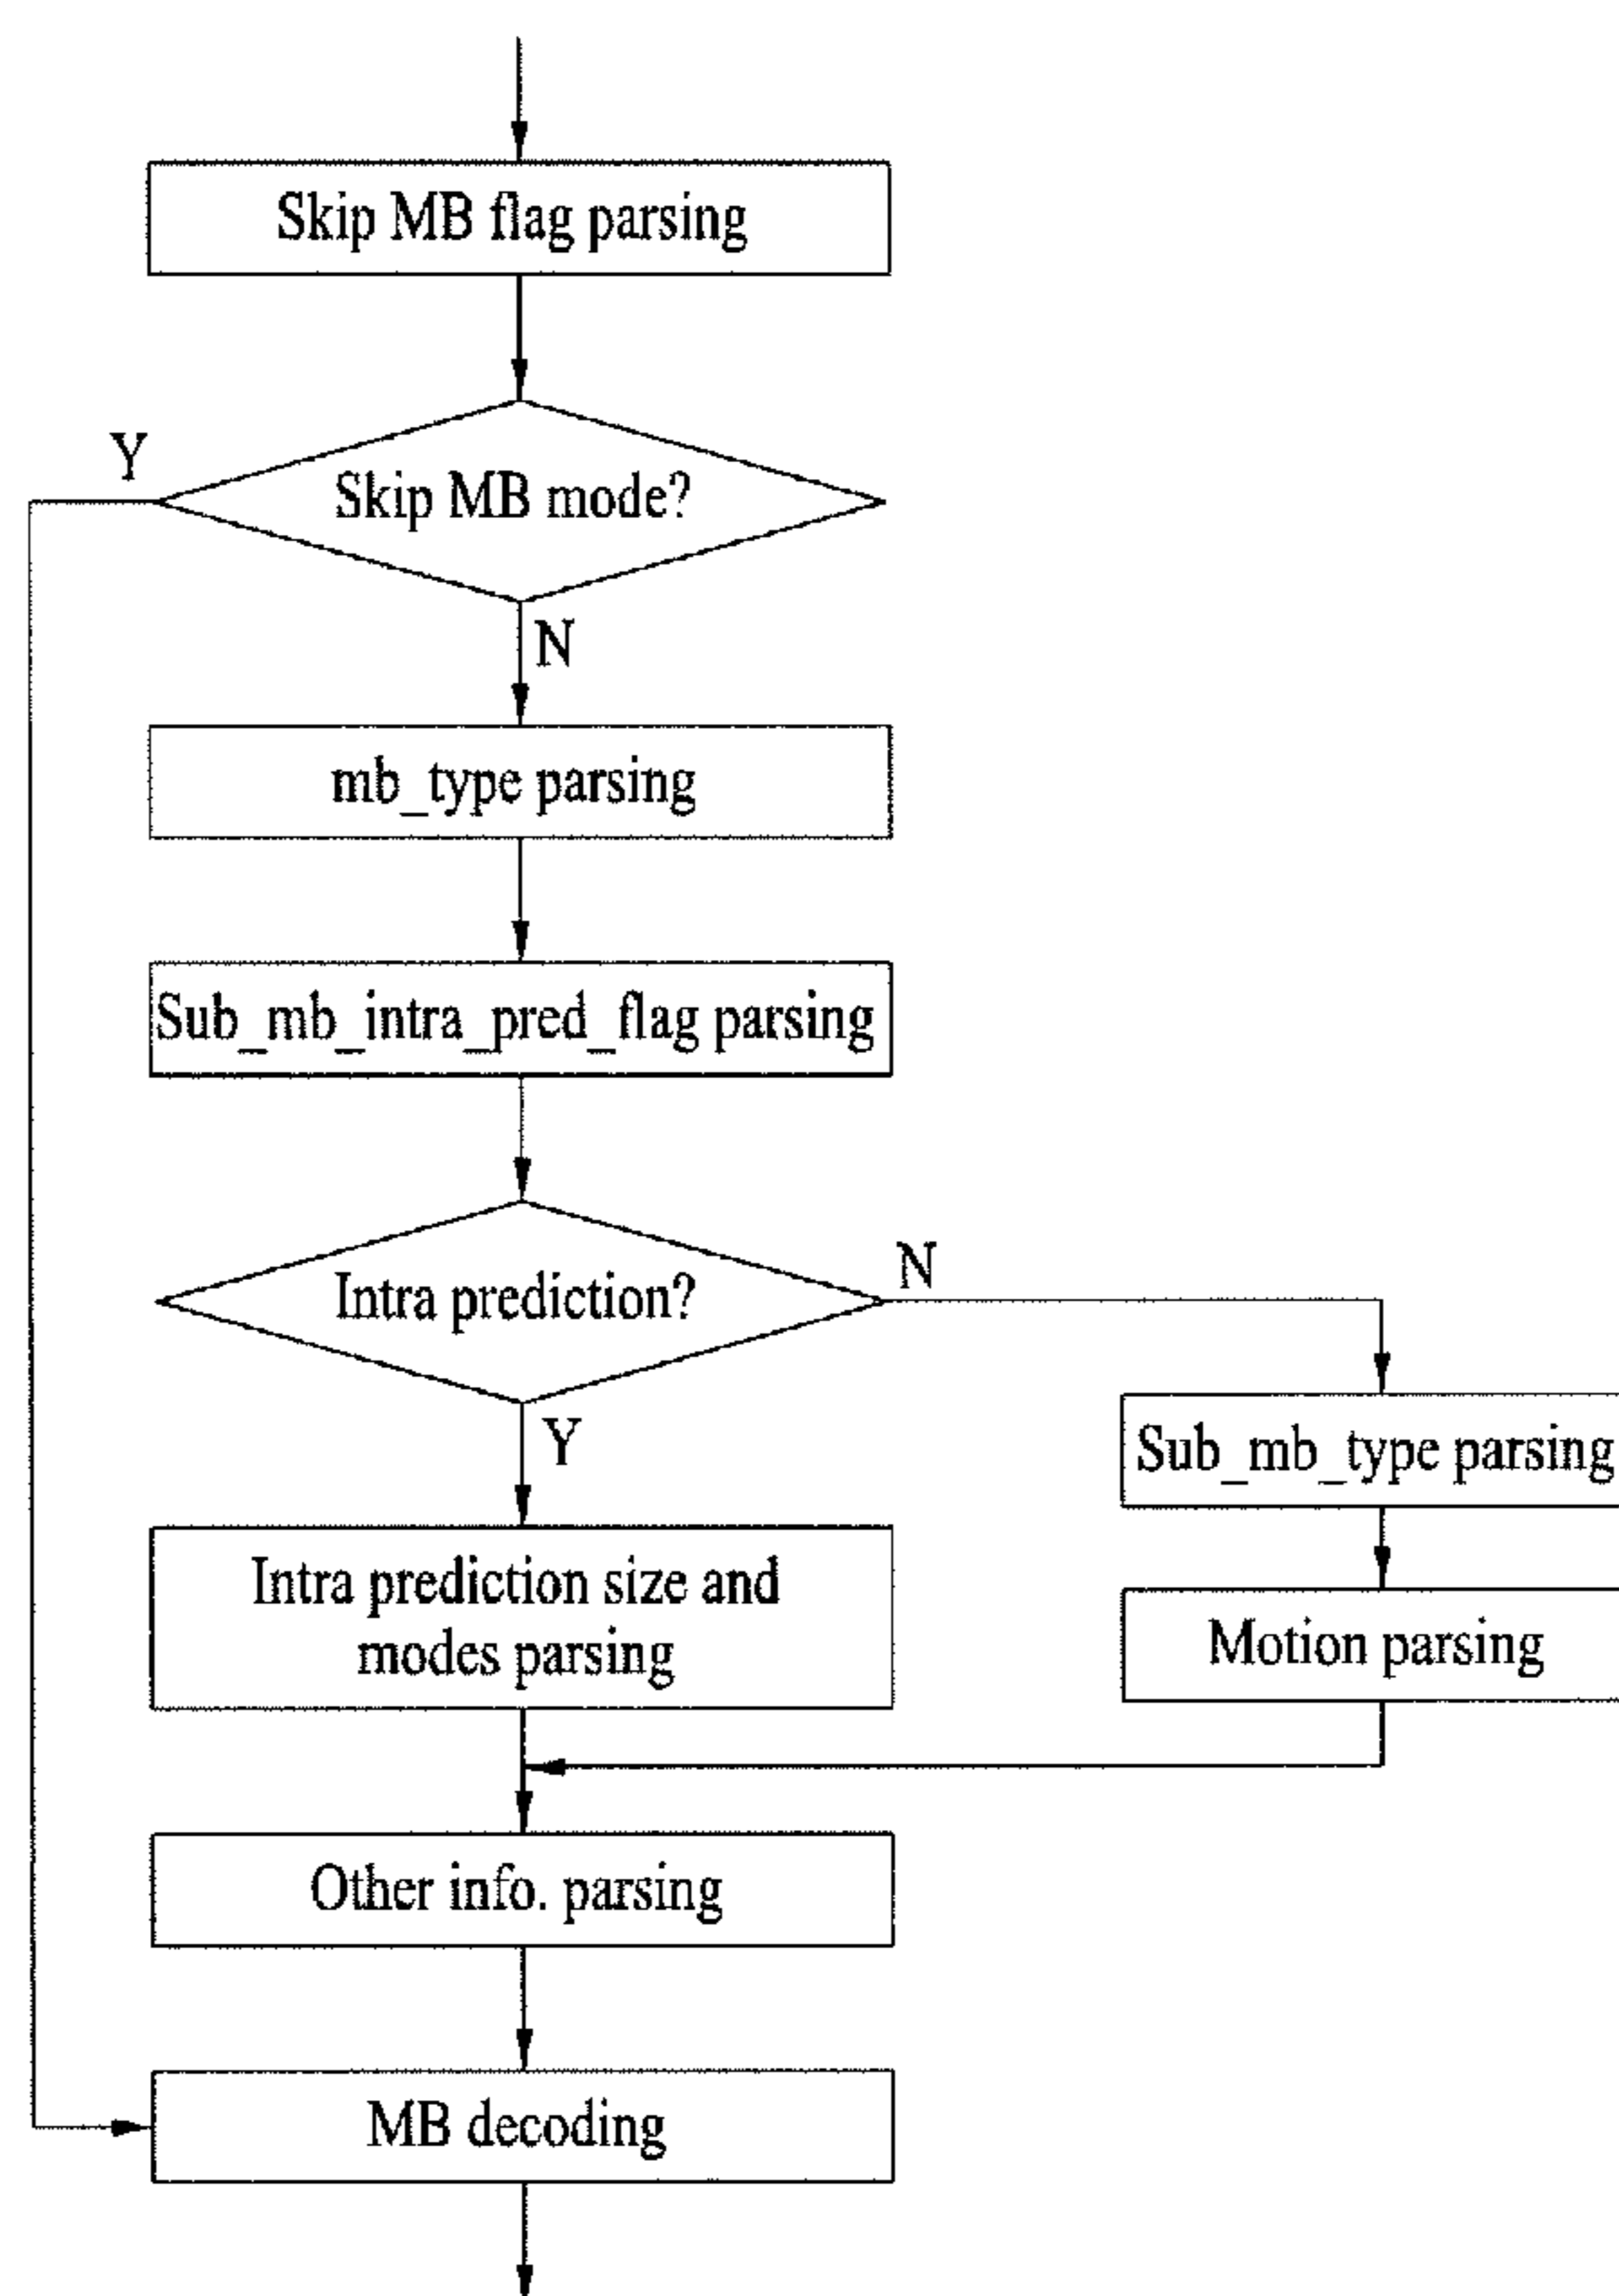 Skip MB flag parsing
Y
Skip MB mode?
N
mb_type parsing
Sub_mb_intra_pred_flag parsing
Intra prediction?
N
Y
Sub_mb_type parsing
Intra prediction size and
modes parsing
Motion parsing
Other info. parsing
MB decoding